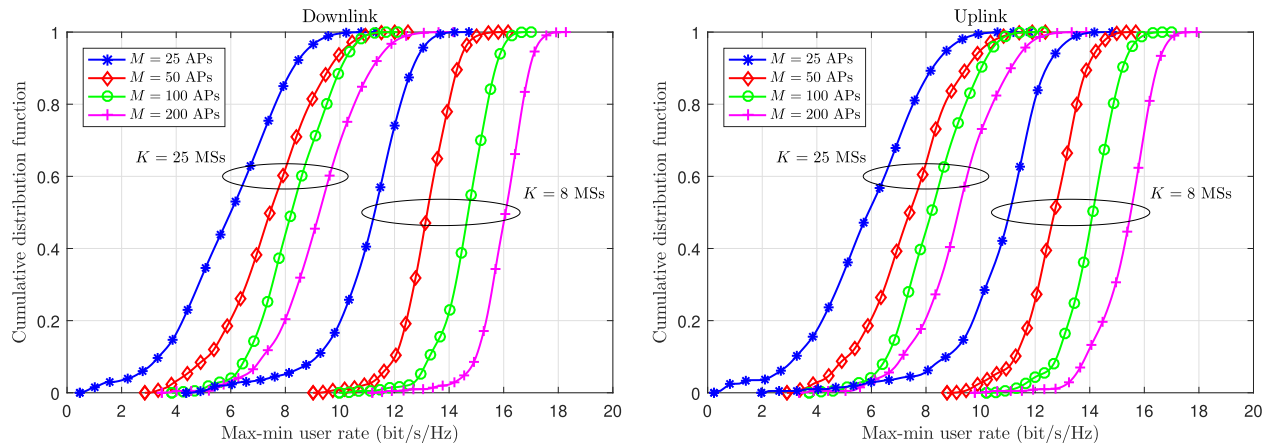 Downlink
Cumulative distribution function
1
0.8
0.6
0.4
0.2
0
M = 25 APs
M = 50 APs
M = 100 APs
M = 200 APs
K = 25 MSs
K = 8 MSs
0 2 4 6 8 10 12 14 16 18 20
Max-min user rate (bit/s/Hz)
Uplink
Cumulative distribution function
1
0.8
0.6
0.4
0.2
0
M = 25 APs
M = 50 APs
M = 100 APs
M = 200 APs
K = 25 MSs
K = 8 MSs
0 2 4 6 8 10 12 14 16 18 20
Max-min user rate (bit/s/Hz)